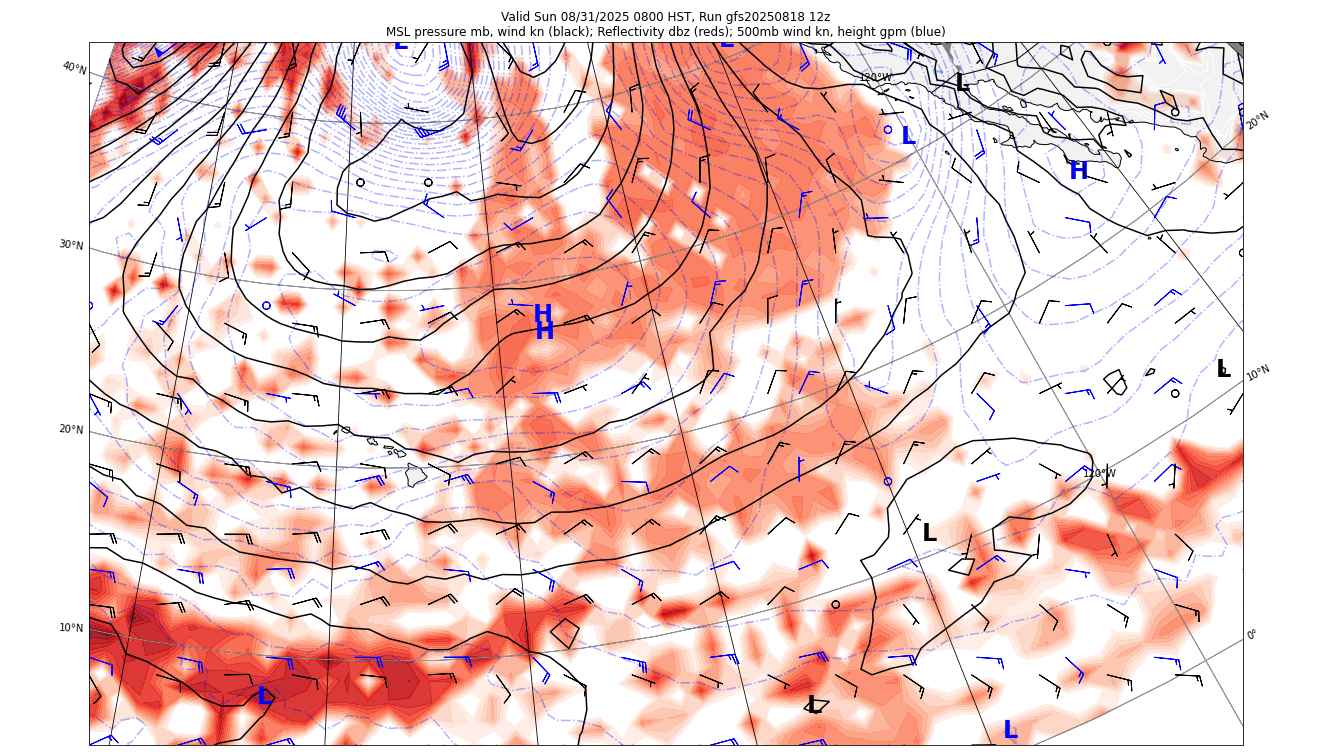 Valid Sun 08/31/2025 0800 HST, Run gfs20250818 12z
MSL pressure mb, wind kn (black); Reflectivity dbz (reds); 500mb wind kn, height gpm (blue)
L
L
40°N
120°W
L
20°N
L
H
30°N
H
H
L
10°N
20°N
120°W
L
10°N
0°
L
L
L